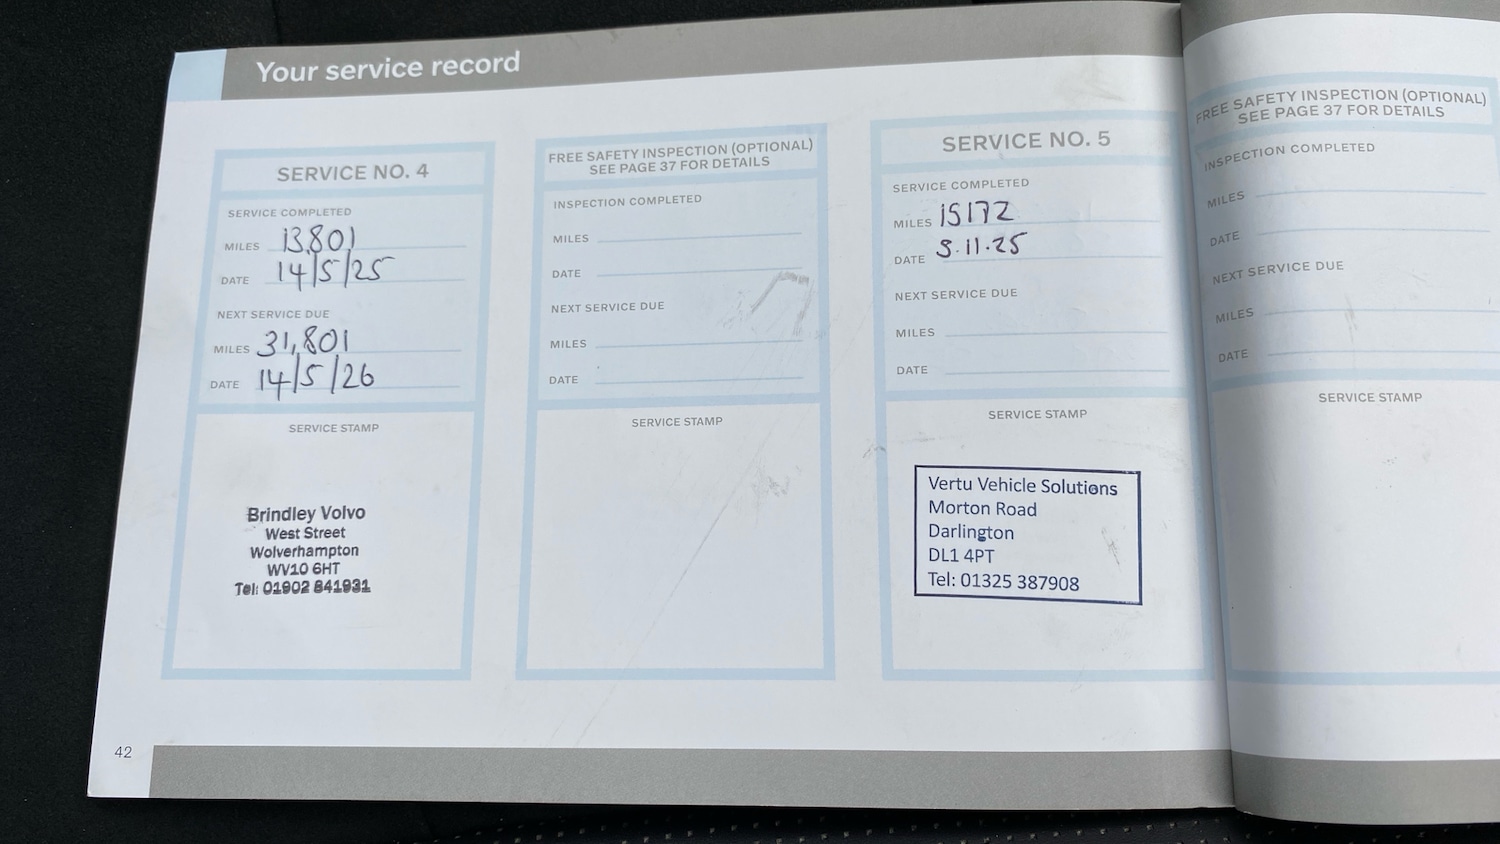 Your service record
SERVICE NO. 4
SERVICE COMPLETED
MILES 13,801
DATE 14/5/25
NEXT SERVICE DUE
MILES 31,801
DATE 14/5/26
SERVICE STAMP
Brindley Volvo
West Street
Wolverhampton
WV10 6HT
Tel: 01902 841931
FREE SAFETY INSPECTION (OPTIONAL)
SEE PAGE 37 FOR DETAILS
INSPECTION COMPLETED
MILES
DATE
NEXT SERVICE DUE
MILES
DATE
SERVICE STAMP
SERVICE NO. 5
SERVICE COMPLETED
MILES 15172
DATE 3.11.25
NEXT SERVICE DUE
MILES
DATE
SERVICE STAMP
Vertu Vehicle Solutions
Morton Road
Darlington
DL1 4PT
Tel: 01325 387908
FREE SAFETY INSPECTION (OPTIONAL)
SEE PAGE 37 FOR DETAILS
INSPECTION COMPLETED
MILES
DATE
NEXT SERVICE DUE
MILES
DATE
SERVICE STAMP
42